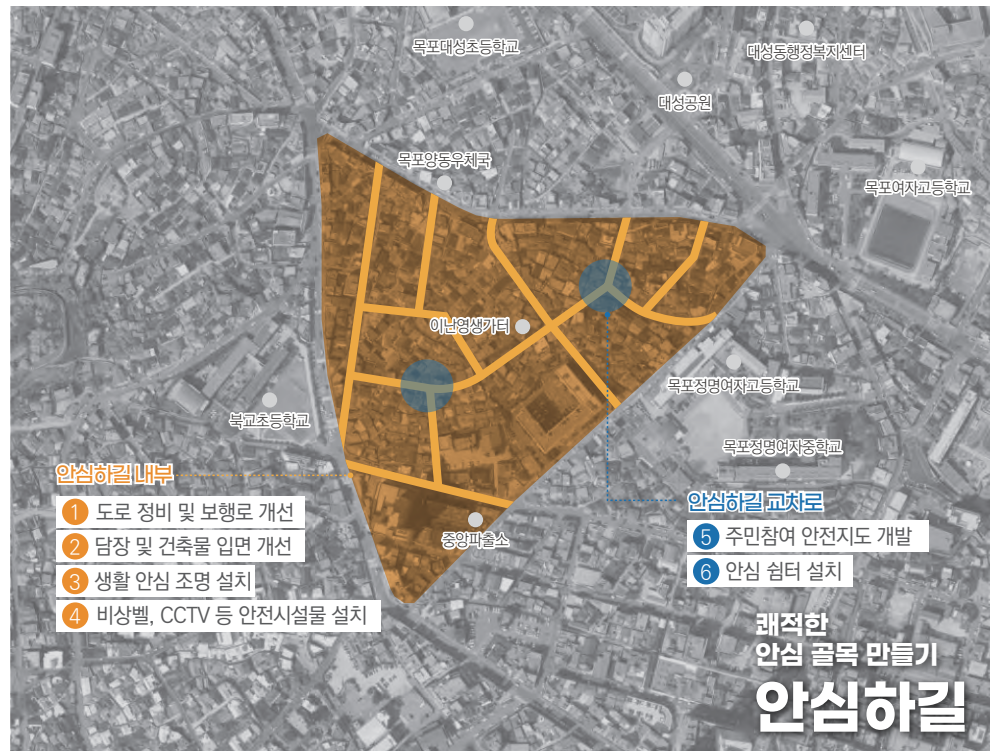 목포대성초등학교
대성동행정복지센터
대성공원
목포양동우체국
목포여자고등학교
이난영생가터
목포정명여자고등학교
북교초등학교
목포정명여자중학교
안심하길 내부
1 도로 정비 및 보행로 개선
2 담장 및 건축물 입면 개선
3 생활 안심 조명 설치
4 비상벨, CCTV 등 안전시설물 설치
중앙파출소
안심하길 교차로
5 주민참여 안전지도 개발
6 안심 쉼터 설치
쾌적한
안심 골목 만들기
안심하길